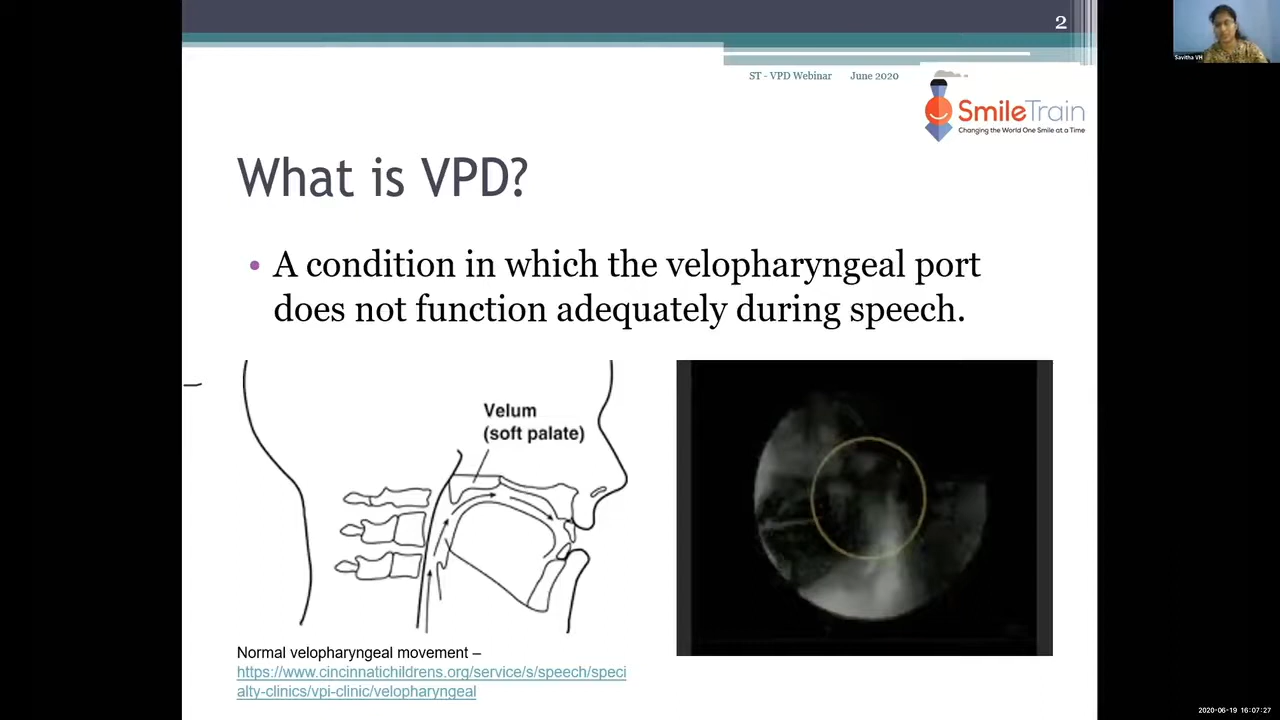 2
Savitha VH
ST - VPD Webinar June 2020
SmileTrain
Changing the World One Smile at a Time
What is VPD?
• A condition in which the velopharyngeal port
does not function adequately during speech.
Velum
(soft palate)
Normal velopharyngeal movement –
https://www.cincinnatichildrens.org/service/s/speech/speci
alty-clinics/vpi-clinic/velopharyngeal
2020-06-19 16:07:27